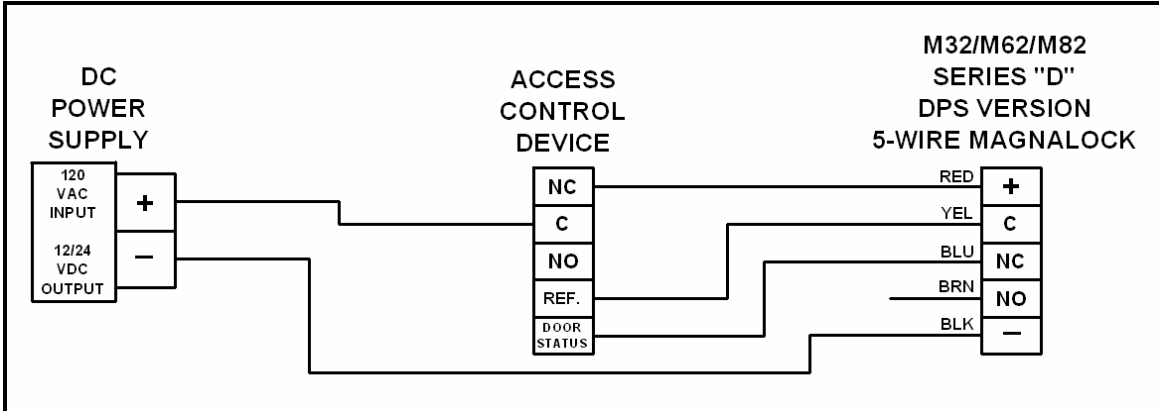 DC
POWER
SUPPLY
120
VAC
INPUT
12/24
VDC
OUTPUT
+
−
ACCESS
CONTROL
DEVICE
NC
C
NO
REF.
DOOR
STATUS
M32/M62/M82
SERIES "D"
DPS VERSION
5-WIRE MAGNALOCK
RED
+
YEL
C
BLU
NC
BRN
NO
BLK
−